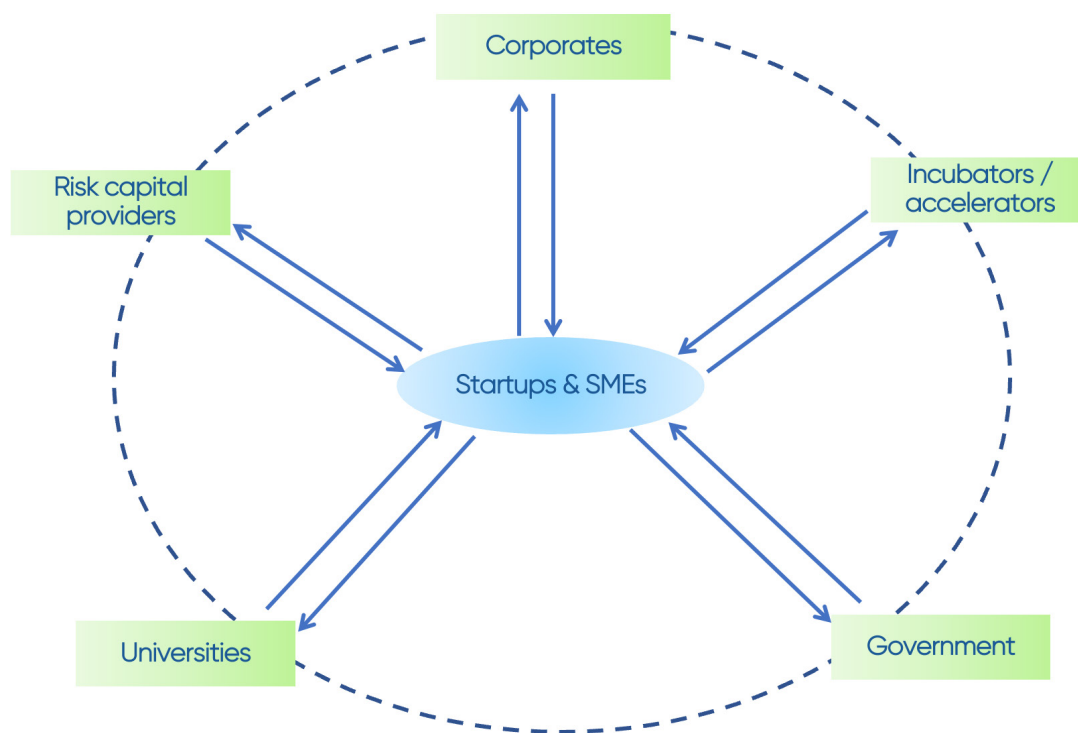 Corporates
Risk capital
providers
Incubators /
accelerators
Startups & SMEs
Universities
Government